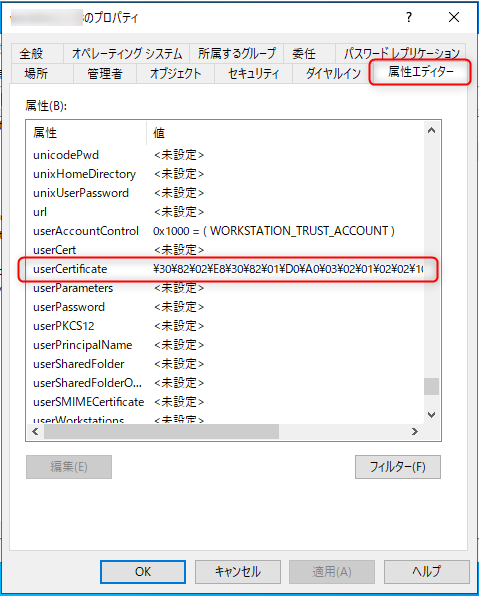 のプロパティ
全般 オペレーティング システム 所属するグループ 委任 パスワード レプリケーション
場所 管理者 オブジェクト セキュリティ ダイヤルイン 属性エディター
属性(B):
属性 値
unicodePwd <未設定>
unixHomeDirectory <未設定>
unixUserPassword <未設定>
url <未設定>
userAccountControl 0x1000 = ( WORKSTATION_TRUST_ACCOUNT )
userCert <未設定>
userCertificate ¥30¥82¥02¥E8¥30¥82¥01¥D0¥A0¥03¥02¥01¥02¥02¥10
userParameters <未設定>
userPassword <未設定>
userPKCS12 <未設定>
userPrincipalName <未設定>
userSharedFolder <未設定>
userSharedFolderO... <未設定>
userSMIMECertificate <未設定>
userWorkstations <未設定>
編集(E) フィルター(F)
OK キャンセル 適用(A) ヘルプ